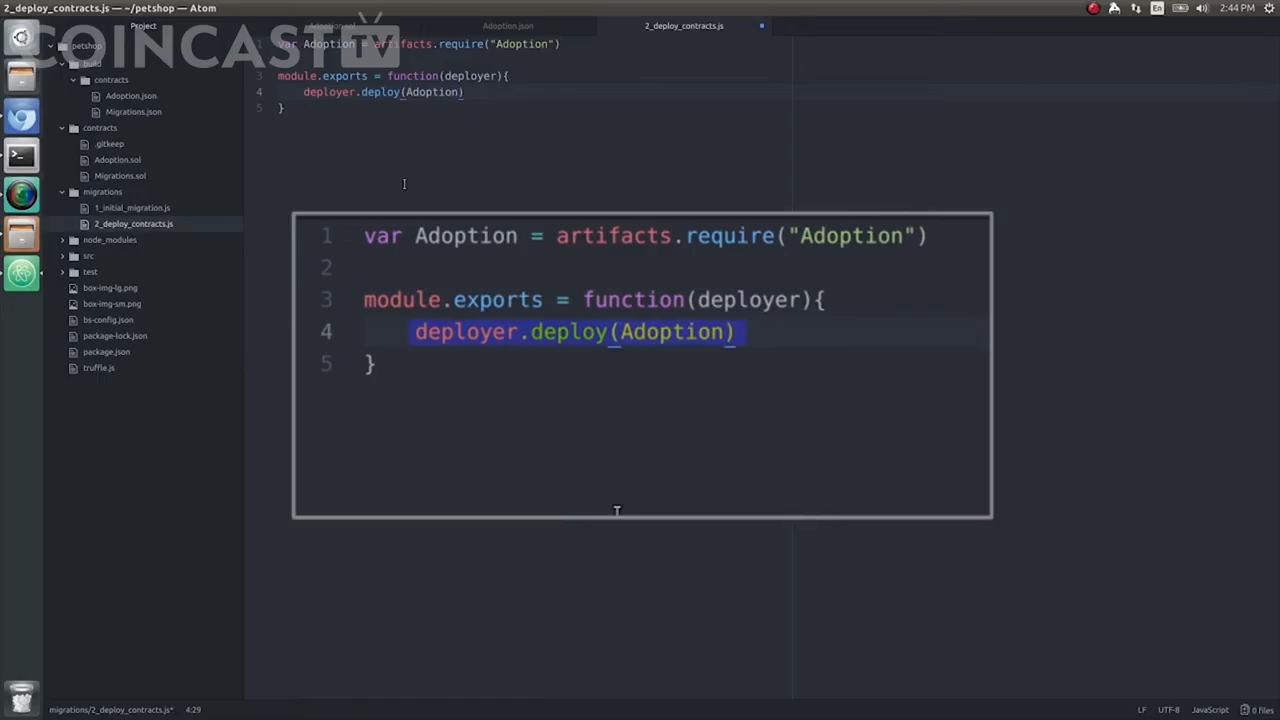 2_deploy_contracts.js — ~/petshop — Atom
En
2:44 PM
COINCASTTV
Project
Adoption.sol
Adoption.json
2_deploy_contracts.js
petshop
build
contracts
Adoption.json
Migrations.json
contracts
.gitkeep
Adoption.sol
Migrations.sol
migrations
1_initial_migration.js
2_deploy_contracts.js
node_modules
src
test
box-img-lg.png
box-img-sm.png
bs-config.json
package-lock.json
package.json
truffle.js
1 var Adoption = artifacts.require("Adoption")
3 module.exports = function(deployer){
4 deployer.deploy(Adoption)
5 }
1 var Adoption = artifacts.require("Adoption")
2
3 module.exports = function(deployer){
4 deployer.deploy(Adoption)
5 }
migrations/2_deploy_contracts.js* 4:29
LF UTF-8 JavaScript 0 files